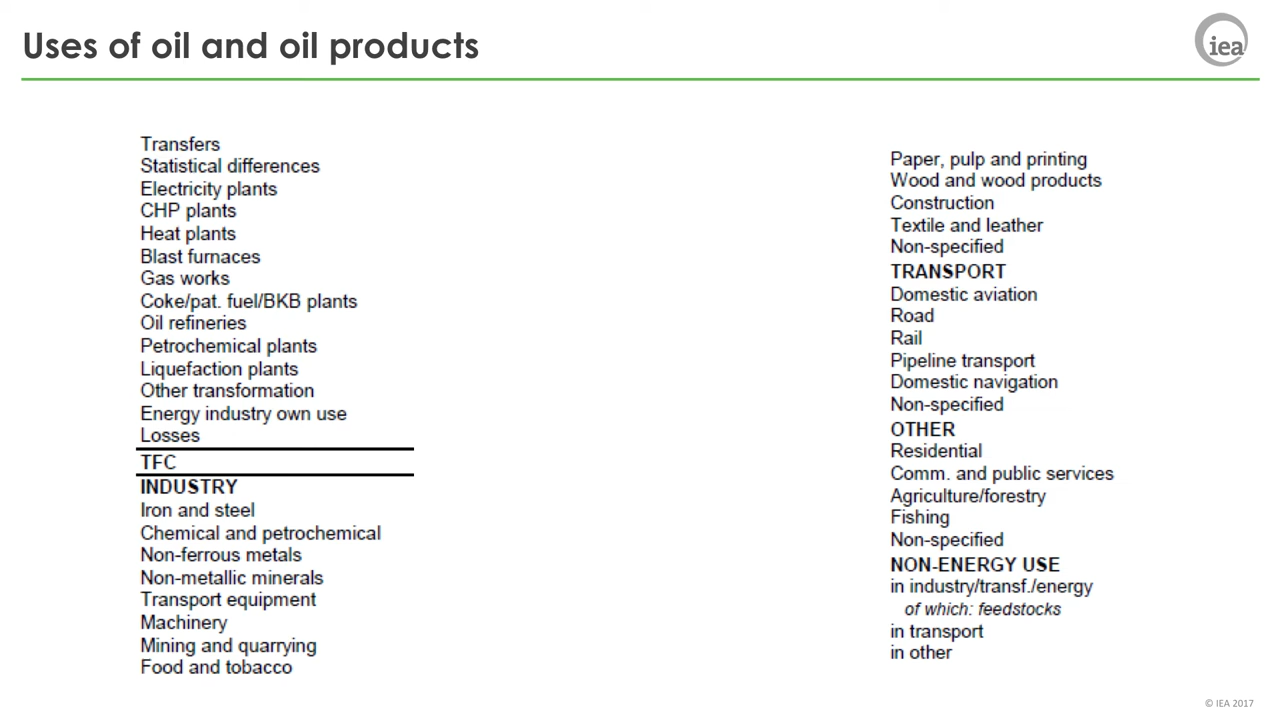 Uses of oil and oil products
iea
Transfers
Statistical differences
Electricity plants
CHP plants
Heat plants
Blast furnaces
Gas works
Coke/pat. fuel/BKB plants
Oil refineries
Petrochemical plants
Liquefaction plants
Other transformation
Energy industry own use
Losses
TFC
INDUSTRY
Iron and steel
Chemical and petrochemical
Non-ferrous metals
Non-metallic minerals
Transport equipment
Machinery
Mining and quarrying
Food and tobacco
Paper, pulp and printing
Wood and wood products
Construction
Textile and leather
Non-specified
TRANSPORT
Domestic aviation
Road
Rail
Pipeline transport
Domestic navigation
Non-specified
OTHER
Residential
Comm. and public services
Agriculture/forestry
Fishing
Non-specified
NON-ENERGY USE
in industry/transf./energy
of which: feedstocks
in transport
in other
© IEA 2017